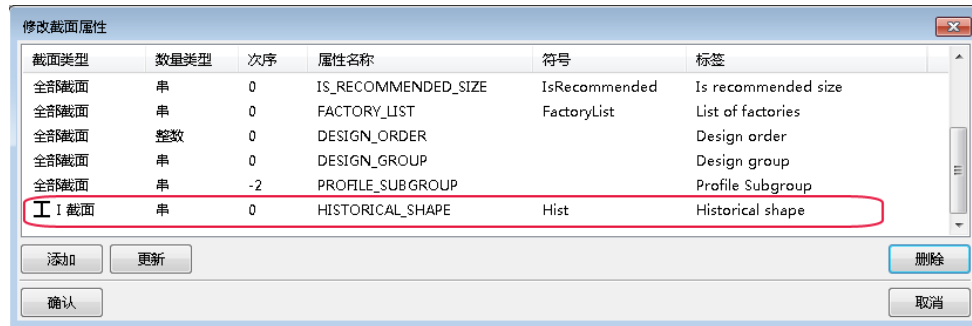 修改截面属性
截面类型 数量类型 次序 属性名称 符号 标签
全部截面 串 0 IS_RECOMMENDED_SIZE IsRecommended Is recommended size
全部截面 串 0 FACTORY_LIST FactoryList List of factories
全部截面 整数 0 DESIGN_ORDER Design order
全部截面 串 0 DESIGN_GROUP Design group
全部截面 串 -2 PROFILE_SUBGROUP Profile Subgroup
I 截面 串 0 HISTORICAL_SHAPE Hist Historical shape
添加 更新 删除
确认 取消